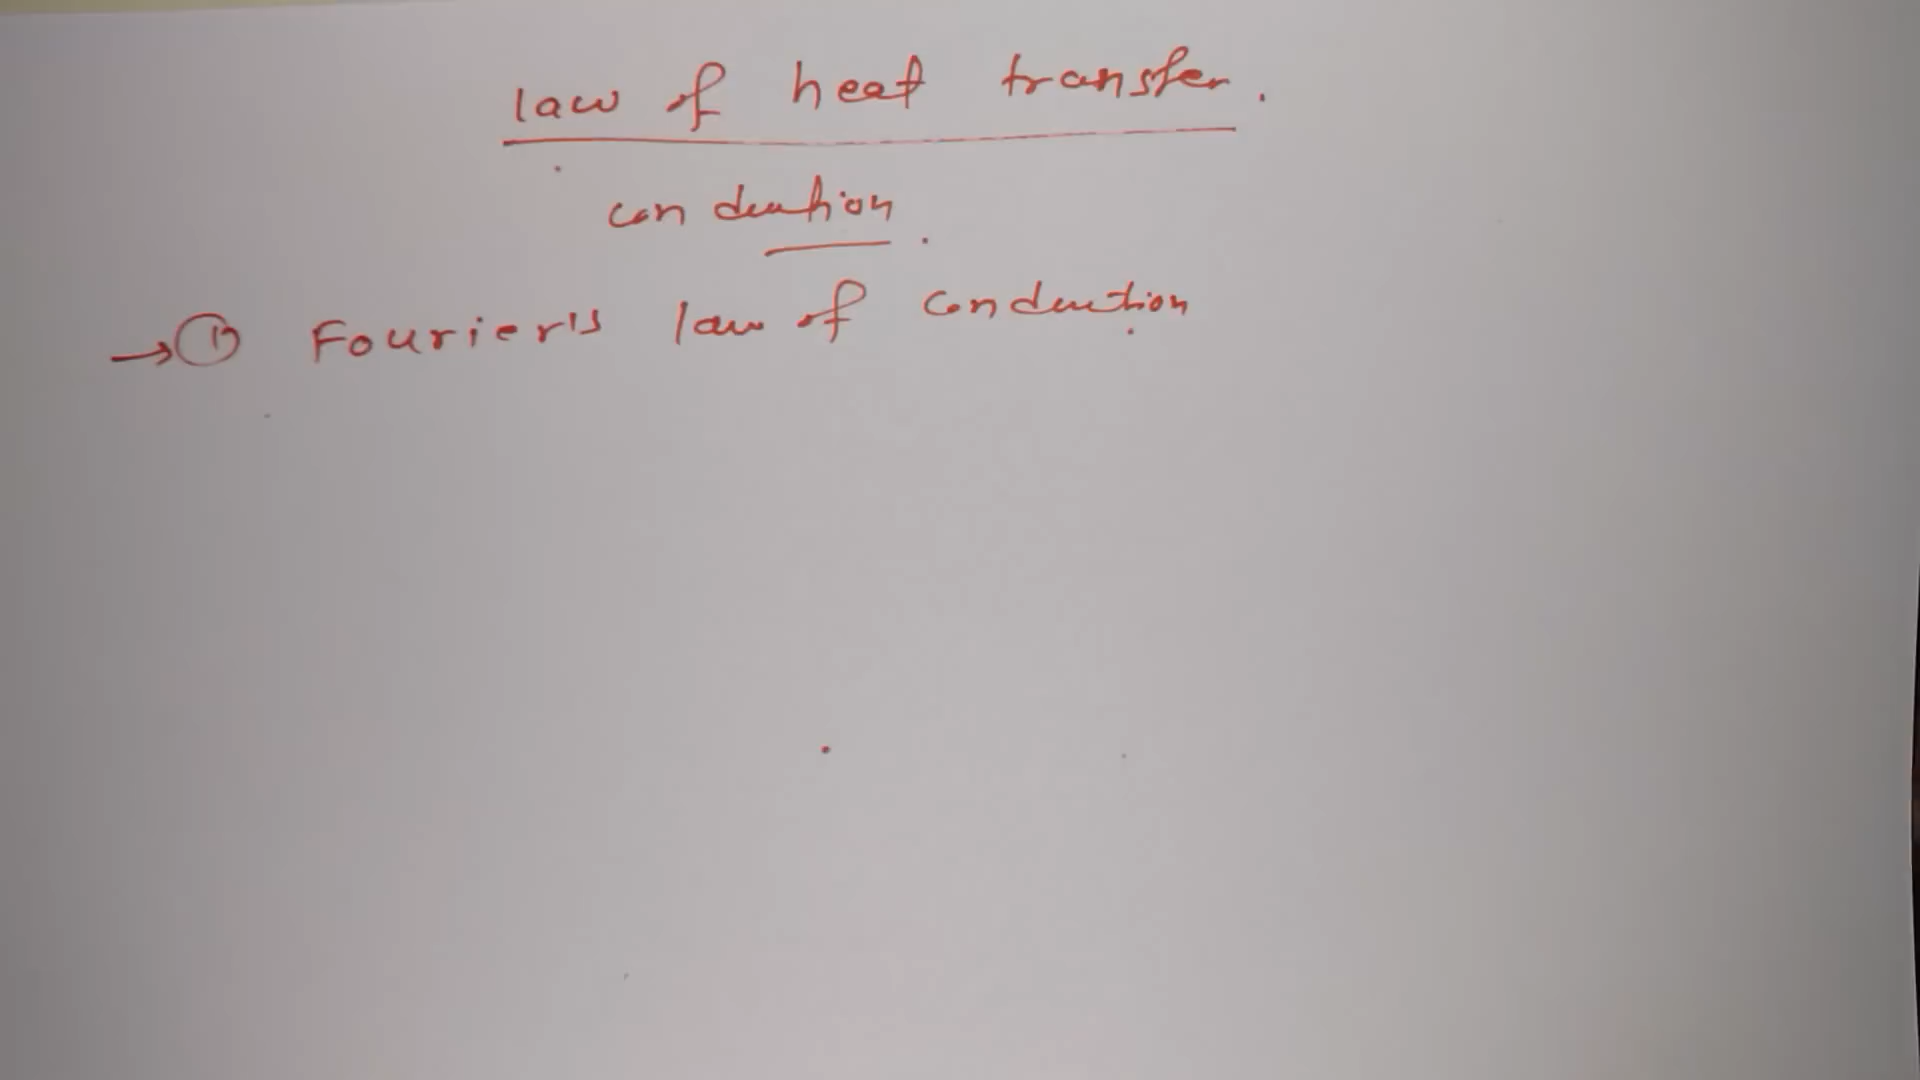 law of heat transfer.
conduction.
→ ① Fourier's law of conduction